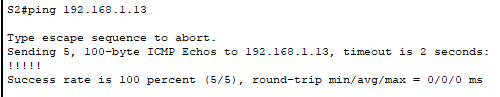 S2#ping 192.168.1.13
Type escape sequence to abort.
Sending 5, 100-byte ICMP Echos to 192.168.1.13, timeout is 2 seconds:
!!!!!
Success rate is 100 percent (5/5), round-trip min/avg/max = 0/0/0 ms